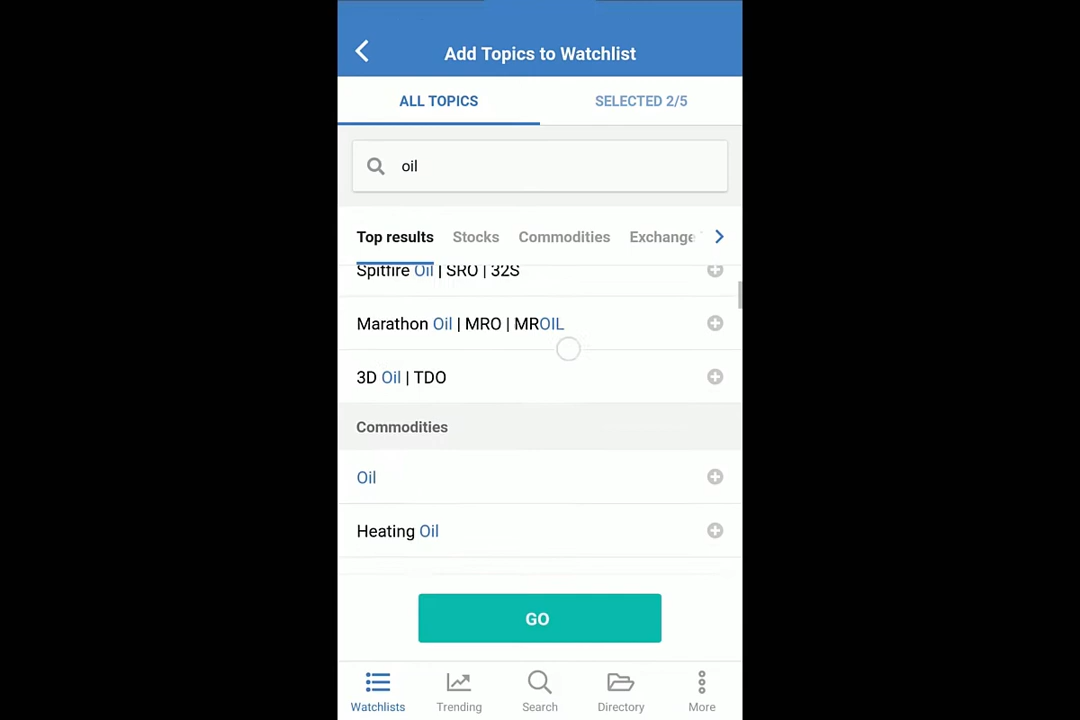 Add Topics to Watchlist
ALL TOPICS
SELECTED 2/5
oil
Top results
Stocks
Commodities
Exchange
Spitfire Oil | SRO | 32S
Marathon Oil | MRO | MROIL
3D Oil | TDO
Commodities
Oil
Heating Oil
GO
Watchlists
Trending
Search
Directory
More